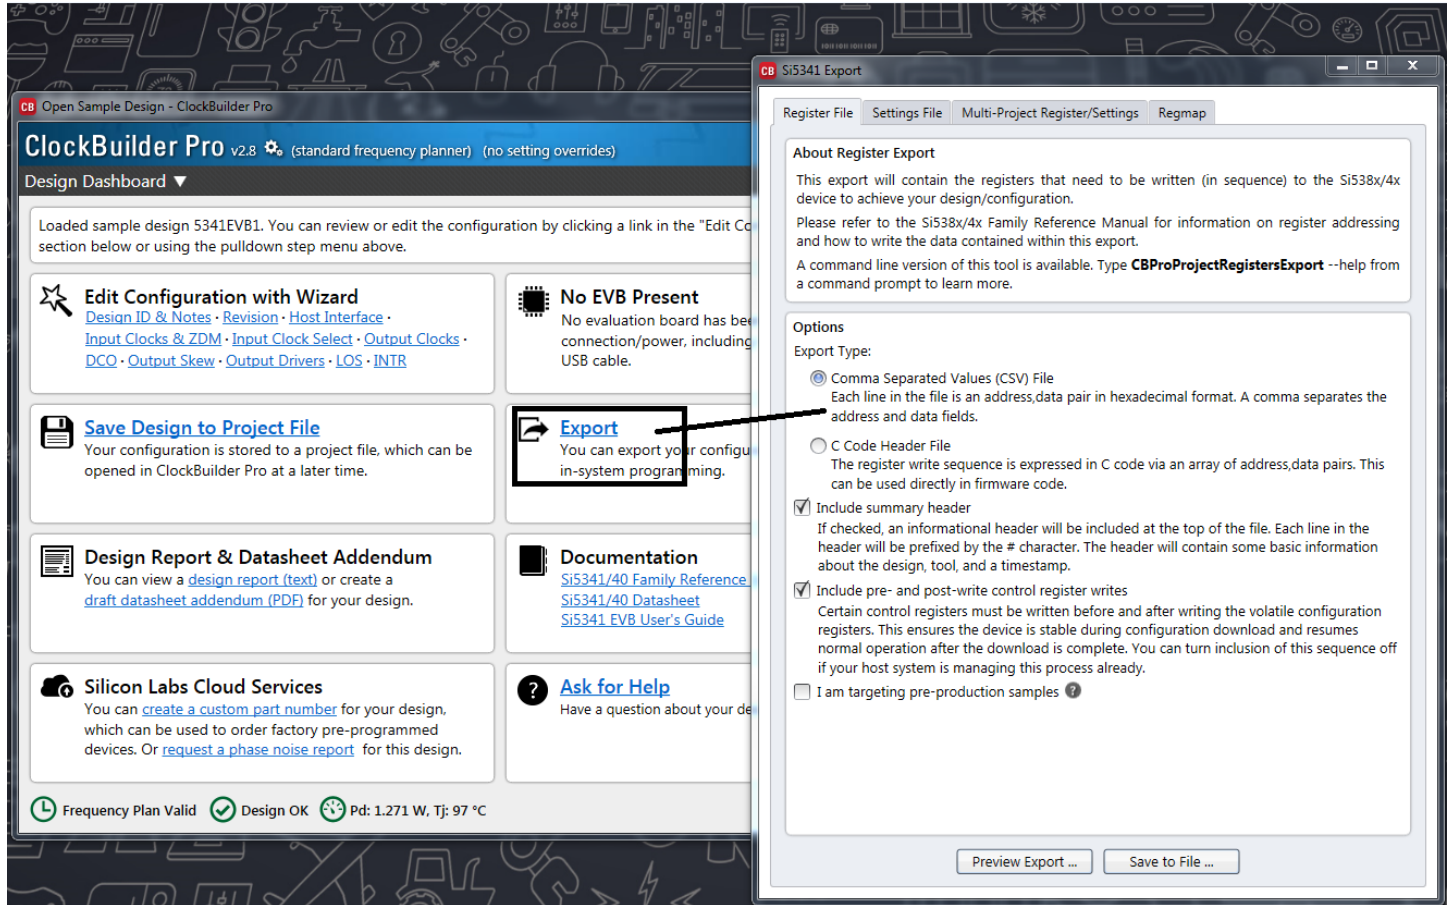 Open Sample Design - ClockBuilder Pro
ClockBuilder Pro v2.8 (standard frequency planner) (no setting overrides)
Design Dashboard ▼
Loaded sample design 5341EVB1. You can review or edit the configuration by clicking a link in the "Edit Co
section below or using the pulldown step menu above.
Edit Configuration with Wizard
Design ID & Notes · Revision · Host Interface ·
Input Clocks & ZDM · Input Clock Select · Output Clocks ·
DCO · Output Skew · Output Drivers · LOS · INTR
No EVB Present
No evaluation board has bee
connection/power, including
USB cable.
Save Design to Project File
Your configuration is stored to a project file, which can be
opened in ClockBuilder Pro at a later time.
Export
You can export your configu
in-system programming.
Design Report & Datasheet Addendum
You can view a design report (text) or create a
draft datasheet addendum (PDF) for your design.
Documentation
Si5341/40 Family Reference
Si5341/40 Datasheet
Si5341 EVB User's Guide
Silicon Labs Cloud Services
You can create a custom part number for your design,
which can be used to order factory pre-programmed
devices. Or request a phase noise report for this design.
Ask for Help
Have a question about your de
Frequency Plan Valid Design OK Pd: 1.271 W, Tj: 97 °C
CB Si5341 Export
Register File Settings File Multi-Project Register/Settings Regmap
About Register Export
This export will contain the registers that need to be written (in sequence) to the Si538x/4x
device to achieve your design/configuration.
Please refer to the Si538x/4x Family Reference Manual for information on register addressing
and how to write the data contained within this export.
A command line version of this tool is available. Type CBProProjectRegistersExport --help from
a command prompt to learn more.
Options
Export Type:
Comma Separated Values (CSV) File
Each line in the file is an address,data pair in hexadecimal format. A comma separates the
address and data fields.
C Code Header File
The register write sequence is expressed in C code via an array of address,data pairs. This
can be used directly in firmware code.
Include summary header
If checked, an informational header will be included at the top of the file. Each line in the
header will be prefixed by the # character. The header will contain some basic information
about the design, tool, and a timestamp.
Include pre- and post-write control register writes
Certain control registers must be written before and after writing the volatile configuration
registers. This ensures the device is stable during configuration download and resumes
normal operation after the download is complete. You can turn inclusion of this sequence off
if your host system is managing this process already.
I am targeting pre-production samples ?
Preview Export ... Save to File ...